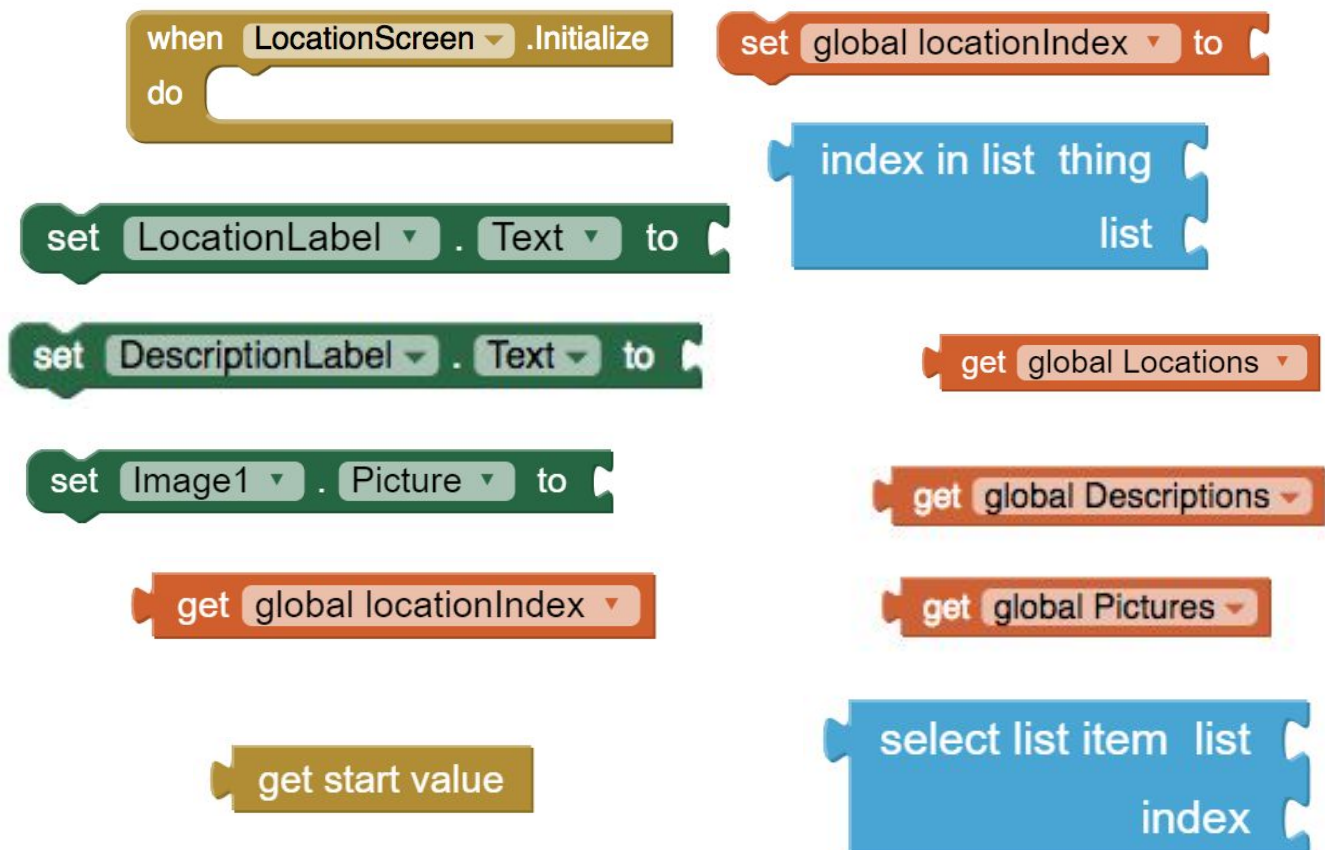 when LocationScreen .Initialize
do
set global locationIndex to
index in list thing
list
set LocationLabel . Text to
set DescriptionLabel . Text to
get global Locations
set Image1 . Picture to
get global Descriptions
get global locationIndex
get global Pictures
get start value
select list item list
index